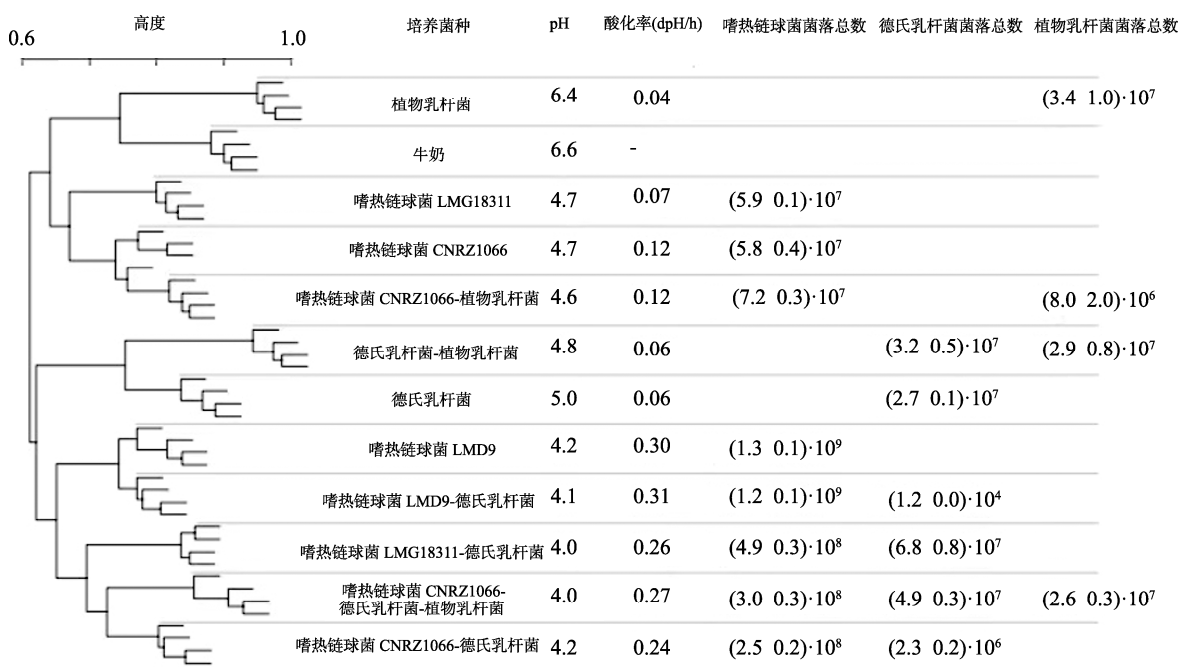 高度 培养菌种 pH 酸化率(dpH/h) 嗜热链球菌菌落总数 德氏乳杆菌菌落总数 植物乳杆菌菌落总数
0.6 1.0
植物乳杆菌 6.4 0.04 (3.4 1.0)·10⁷
牛奶 6.6 -
嗜热链球菌 LMG18311 4.7 0.07 (5.9 0.1)·10⁷
嗜热链球菌 CNRZ1066 4.7 0.12 (5.8 0.4)·10⁷
嗜热链球菌 CNRZ1066-植物乳杆菌 4.6 0.12 (7.2 0.3)·10⁷ (8.0 2.0)·10⁶
德氏乳杆菌-植物乳杆菌 4.8 0.06 (3.2 0.5)·10⁷ (2.9 0.8)·10⁷
德氏乳杆菌 5.0 0.06 (2.7 0.1)·10⁷
嗜热链球菌 LMD9 4.2 0.30 (1.3 0.1)·10⁹
嗜热链球菌 LMD9-德氏乳杆菌 4.1 0.31 (1.2 0.1)·10⁹ (1.2 0.0)·10⁴
嗜热链球菌 LMG18311-德氏乳杆菌 4.0 0.26 (4.9 0.3)·10⁸ (6.8 0.8)·10⁷
嗜热链球菌 CNRZ1066-
德氏乳杆菌-植物乳杆菌 4.0 0.27 (3.0 0.3)·10⁸ (4.9 0.3)·10⁷ (2.6 0.3)·10⁷
嗜热链球菌 CNRZ1066-德氏乳杆菌 4.2 0.24 (2.5 0.2)·10⁸ (2.3 0.2)·10⁶